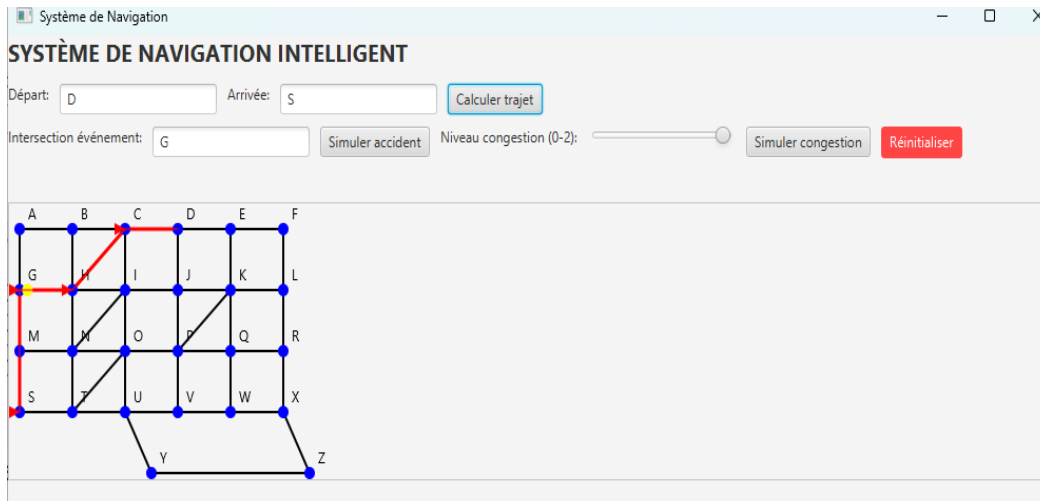 Système de Navigation
SYSTÈME DE NAVIGATION INTELLIGENT
Départ: D Arrivée: S Calculer trajet
Intersection événement: G Simuler accident Niveau congestion (0-2): Simuler congestion Réinitialiser
A B C D E F
G H I J K L
M N O P Q R
S T U V W X
Y Z